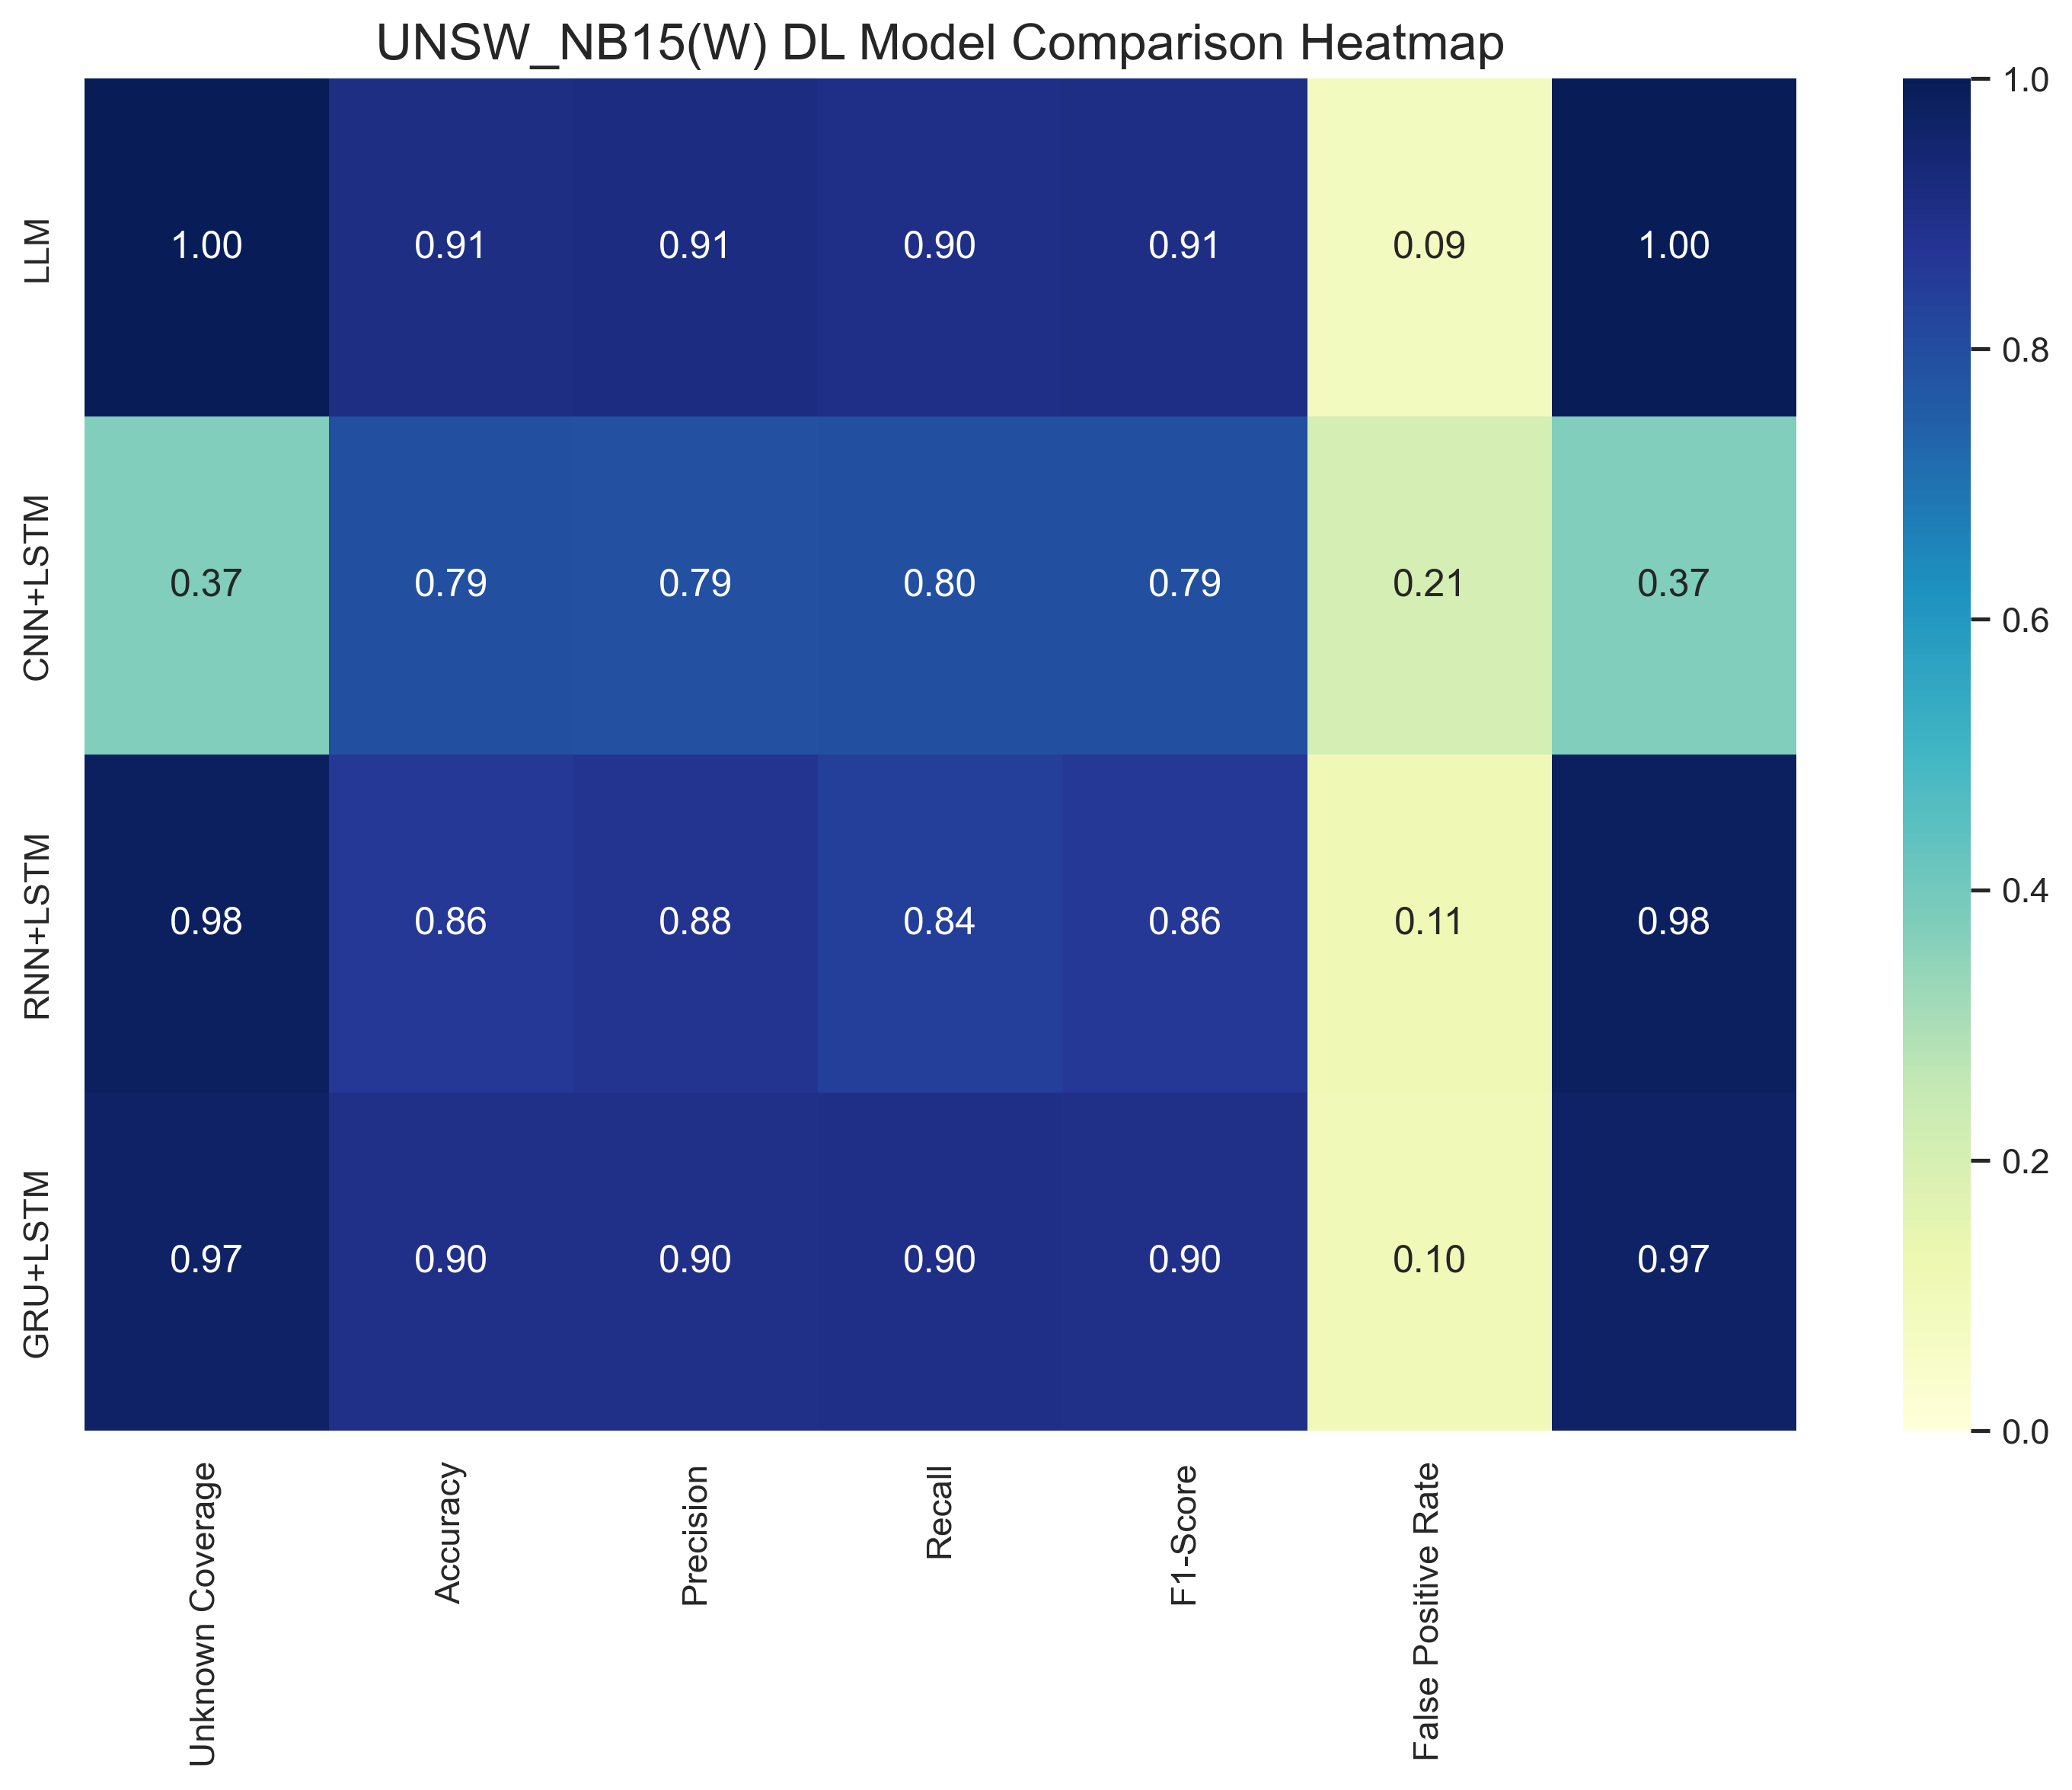 UNSW_NB15(W) DL Model Comparison Heatmap
LLM 1.00 0.91 0.91 0.90 0.91 0.09 1.00
CNN+LSTM 0.37 0.79 0.79 0.80 0.79 0.21 0.37
RNN+LSTM 0.98 0.86 0.88 0.84 0.86 0.11 0.98
GRU+LSTM 0.97 0.90 0.90 0.90 0.90 0.10 0.97
Unknown Coverage
Accuracy
Precision
Recall
F1-Score
False Positive Rate
1.0
0.8
0.6
0.4
0.2
0.0